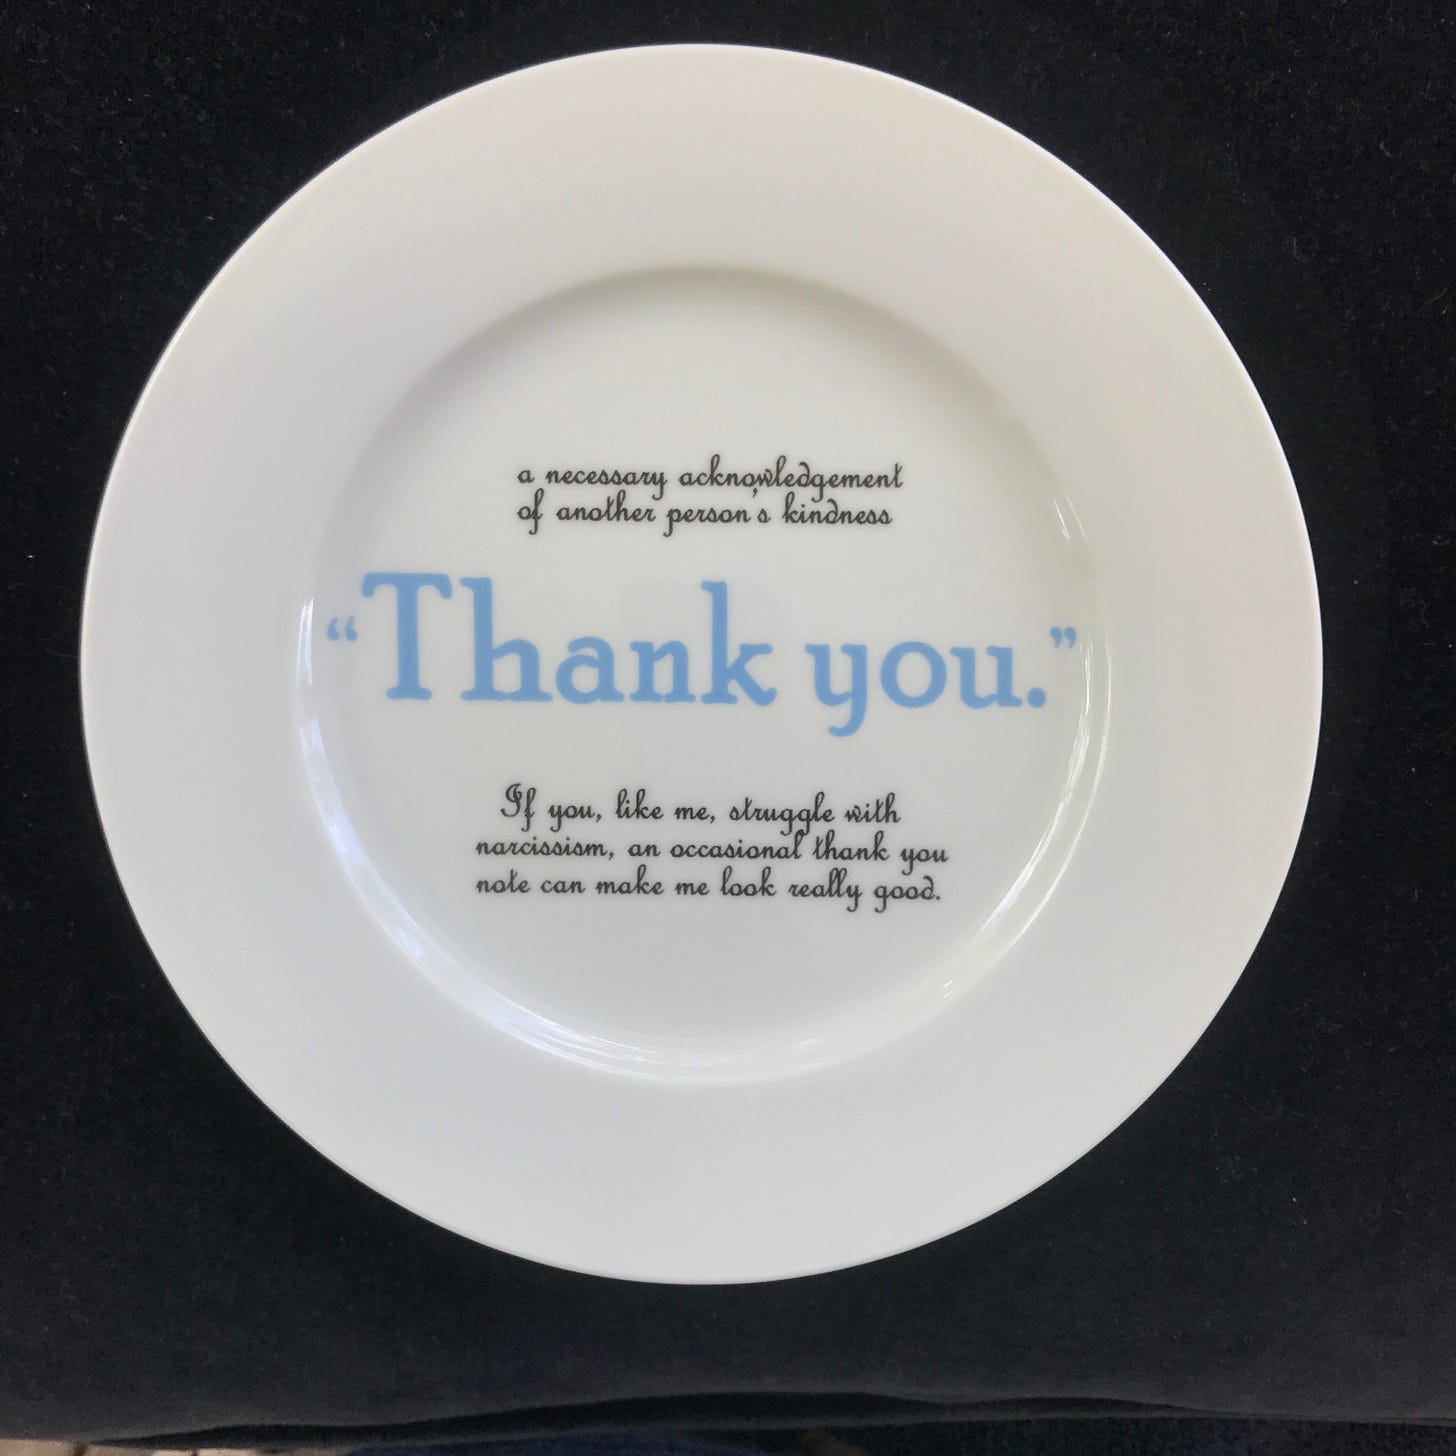 a necessary acknowledgement
of another person's kindness
“Thank you.”
If you, like me, struggle with
narcissism, an occasional thank you
note can make me look really good.